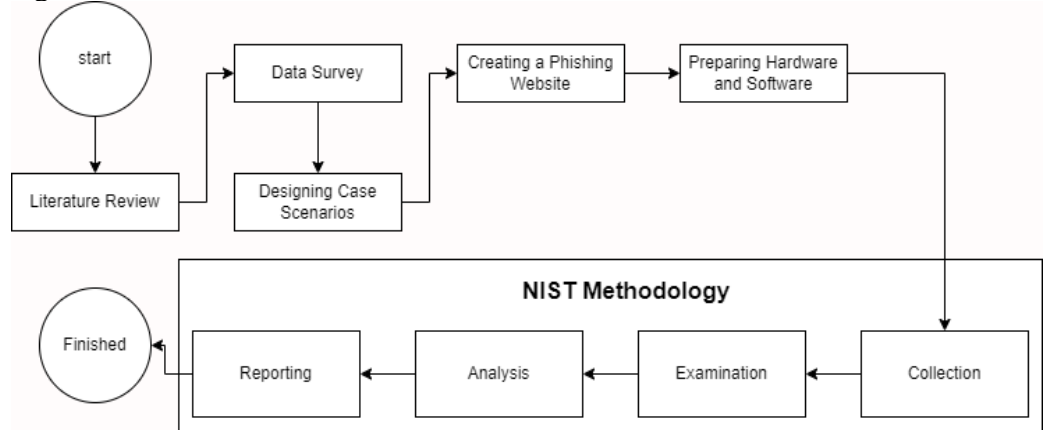 start
Literature Review
Data Survey
Designing Case
Scenarios
Creating a Phishing
Website
Preparing Hardware
and Software
NIST Methodology
Collection
Examination
Analysis
Reporting
Finished